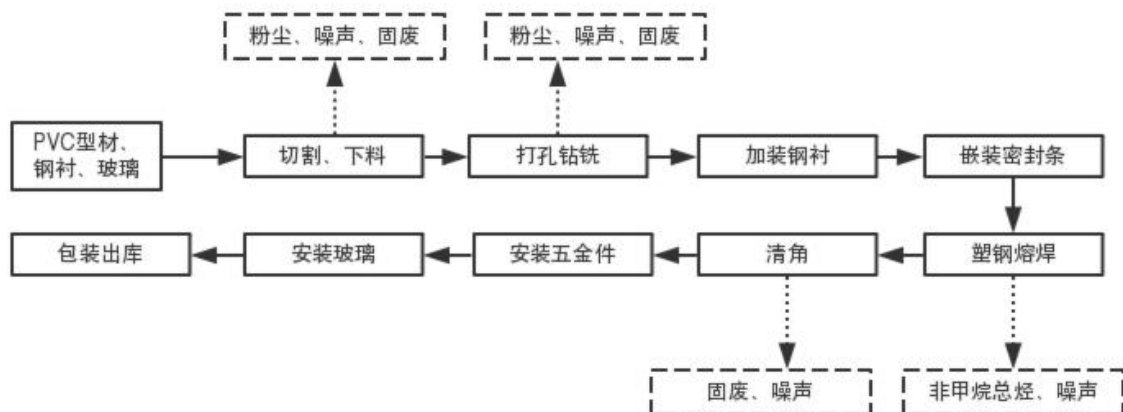 粉尘、噪声、固废
粉尘、噪声、固废
PVC型材、
钢衬、玻璃
切割、下料
打孔钻铣
加装钢衬
嵌装密封条
包装出库
安装玻璃
安装五金件
清角
塑钢熔焊
固废、噪声
非甲烷总烃、噪声